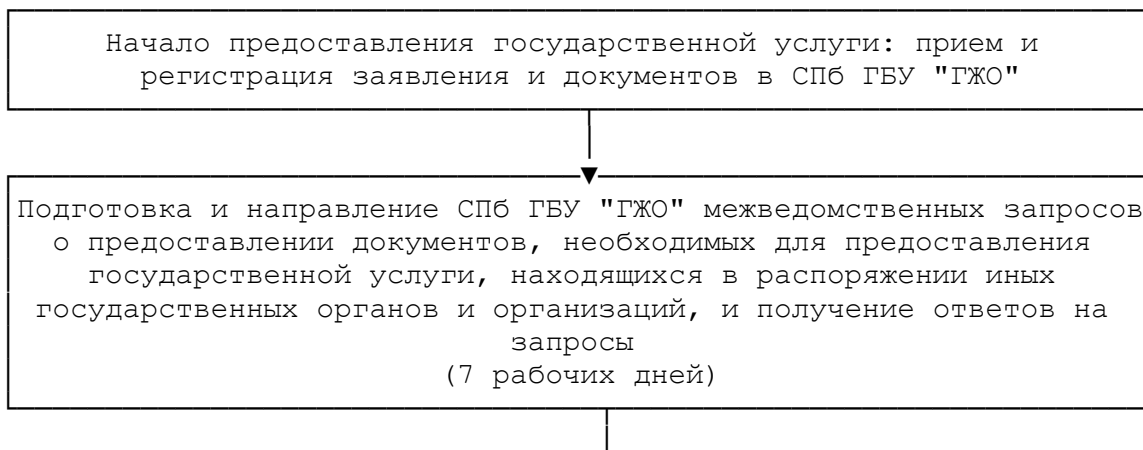 Начало предоставления государственной услуги: прием и
регистрация заявления и документов в СПб ГБУ "ГЖО"
Подготовка и направление СПб ГБУ "ГЖО" межведомственных запросов
о предоставлении документов, необходимых для предоставления
государственной услуги, находящихся в распоряжении иных
государственных органов и организаций, и получение ответов на
запросы
(7 рабочих дней)